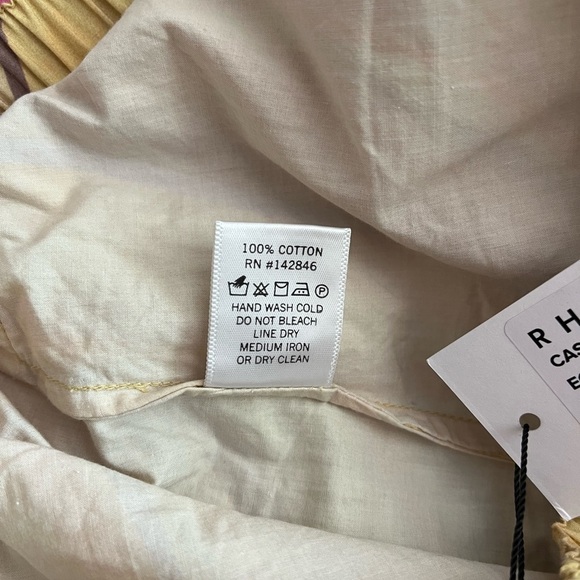 100% COTTON
RN #142846
P
HAND WASH COLD
DO NOT BLEACH
LINE DRY
MEDIUM IRON
OR DRY CLEAN
R H
CAS